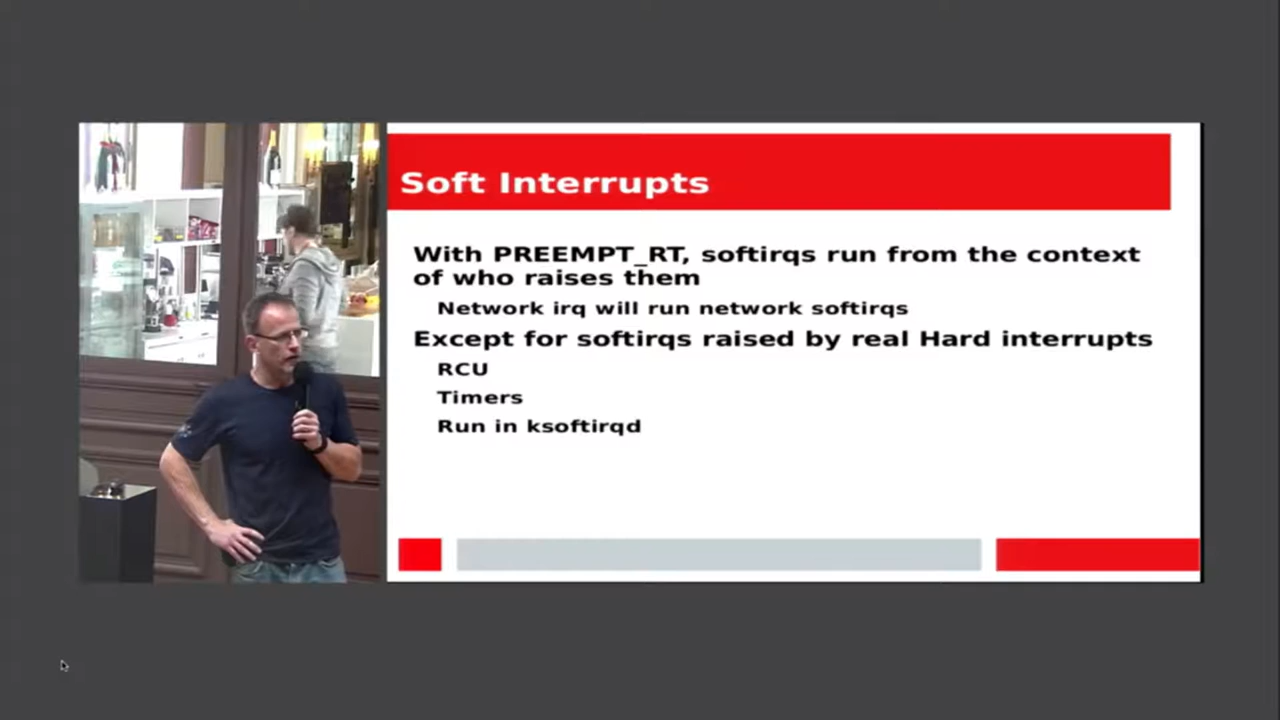 Soft Interrupts
With PREEMPT_RT, softirqs run from the context
of who raises them
Network irq will run network softirqs
Except for softirqs raised by real Hard interrupts
RCU
Timers
Run in ksoftirqd